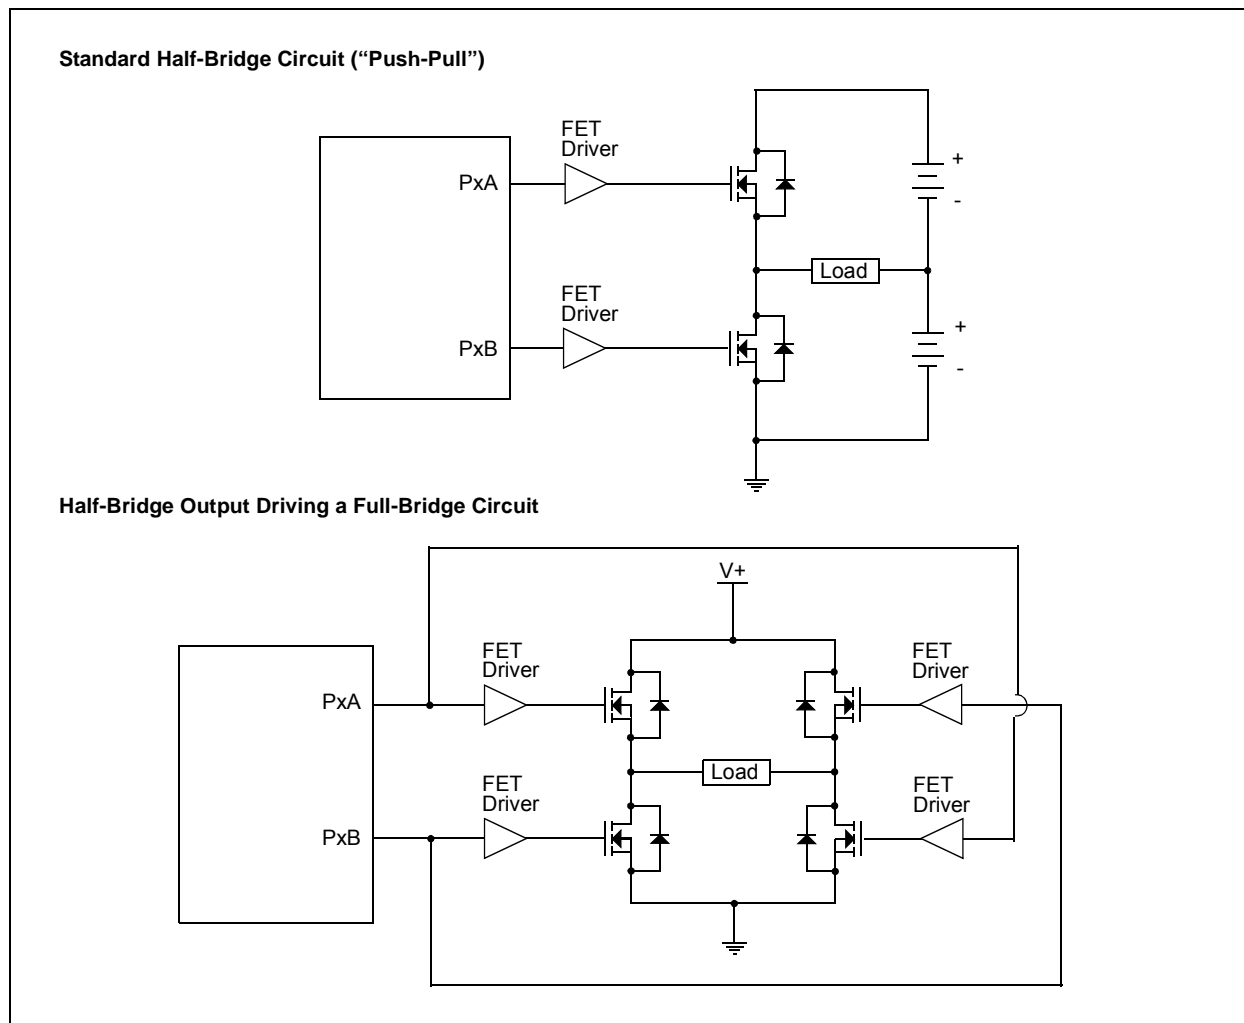 Standard Half-Bridge Circuit (“Push-Pull”)
FET
Driver
PxA
+
-
Load
FET
Driver
PxB
+
-
Half-Bridge Output Driving a Full-Bridge Circuit
V+
FET
Driver
FET
Driver
PxA
Load
FET
Driver
FET
Driver
PxB